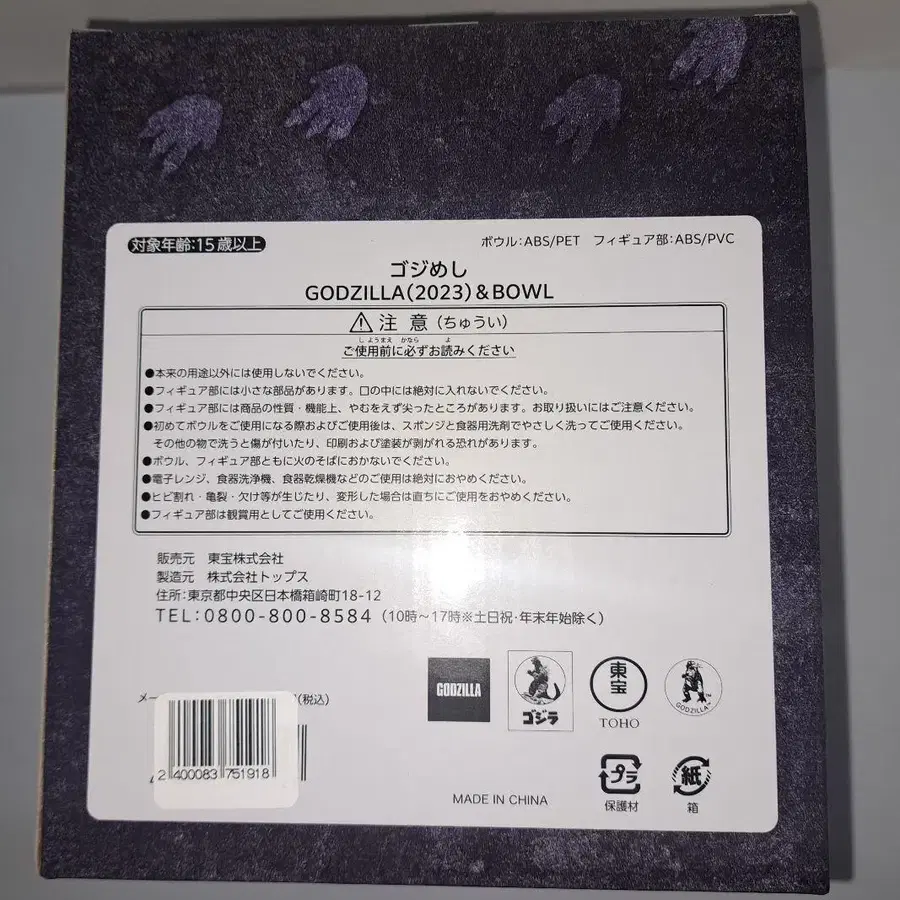 対象年齢:15歳以上
ボウル:ABS/PET フィギュア部:ABS/PVC
ゴジめし
GODZILLA(2023)&BOWL
注意(ちゅうい)
しようまえ かなら よ
ご使用前に必ずお読みください
●本来の用途以外には使用しないでください。
●フィギュア部には小さな部品があります。口の中には絶対に入れないでください。
●フィギュア部には商品の性質・機能上、やむをえず尖ったところがあります。お取り扱いにはご注意ください。
●初めてボウルをご使用になる際およびご使用後は、スポンジと食器用洗剤でやさしく洗ってご使用ください。
その他の物で洗うと傷が付いたり、印刷および塗装が剥がれる恐れがあります。
●ボウル、フィギュア部ともに火のそばにおかないでください。
●電子レンジ、食器洗浄機、食器乾燥機などのご使用は絶対におやめください。
●ヒビ割れ・亀裂・欠け等が生じたり、変形した場合は直ちにご使用をおやめください。
●フィギュア部は観賞用としてご使用ください。
販売元 東宝株式会社
製造元 株式会社トップス
住所:東京都中央区日本橋箱崎町18-12
TEL:0800-800-8584(10時~17時※土日祝・年末年始除く)
GODZILLA
ゴジラ
東宝
TOHO
GODZILLA™
メー
(税込)
2 400083 751918
プラ
保護材
紙
箱
MADE IN CHINA